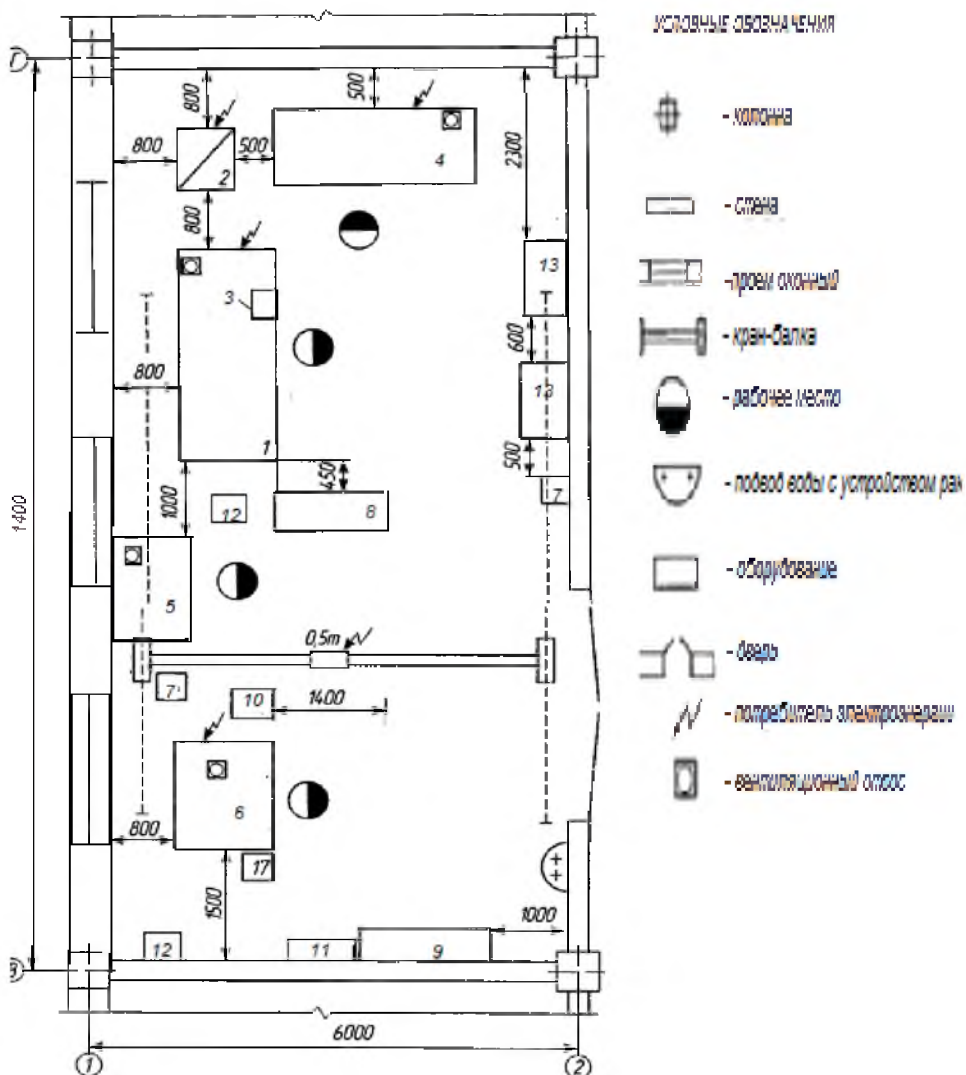 УСЛОВНЫЕ ОБОЗНАЧЕНИЯ
- колонна
- стена
- проем оконный
- кран-балка
- рабочее место
- подвод воды с устройством рак
- оборудование
- дверь
- потребитель электроэнергии
- вентиляционный отсос
Г
800
500
4
800
500
2
2300
800
13
3
600
800
13
1
450
500
1000
12
8
7
1400
5
0,5т
7
10
1400
6
800
17
1500
1000
12
11
9
6000
1
2